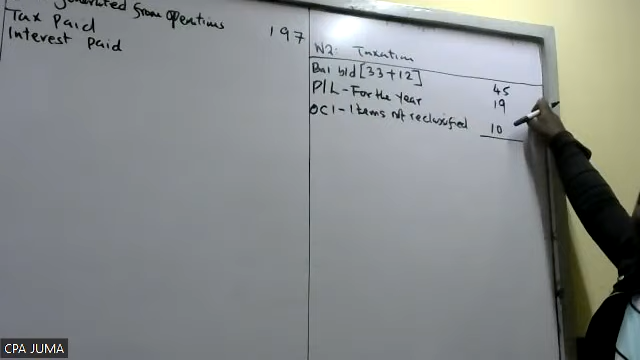 generated from operations 197
Tax Paid
Interest Paid
N2: Taxation
Bal b/d [33+12] 45
P/L - For the year 19
OCI - Items not reclassified 10
CPA JUMA